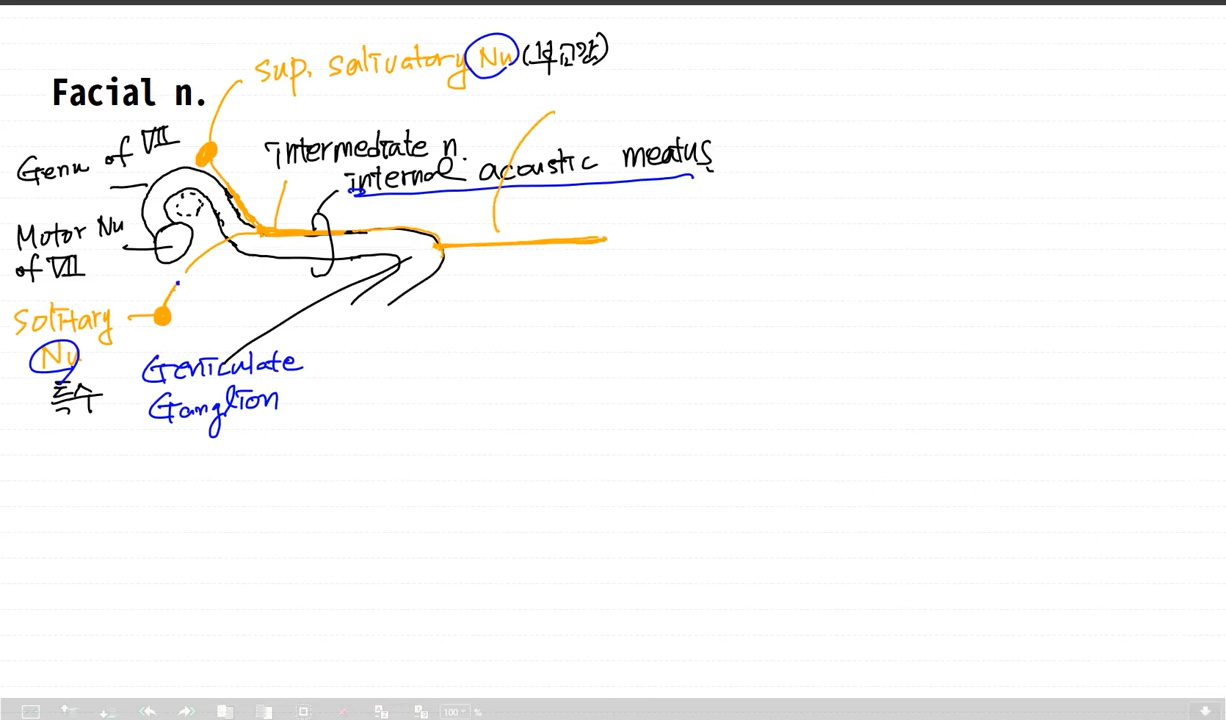 Sup. salivatory Nu (부교감)
Facial n.
Genu of VII
Intermediate n.
Internal acoustic meatus
Motor Nu
of VII
Solitary
Nu
특수
Geniculate
Ganglion
100 %